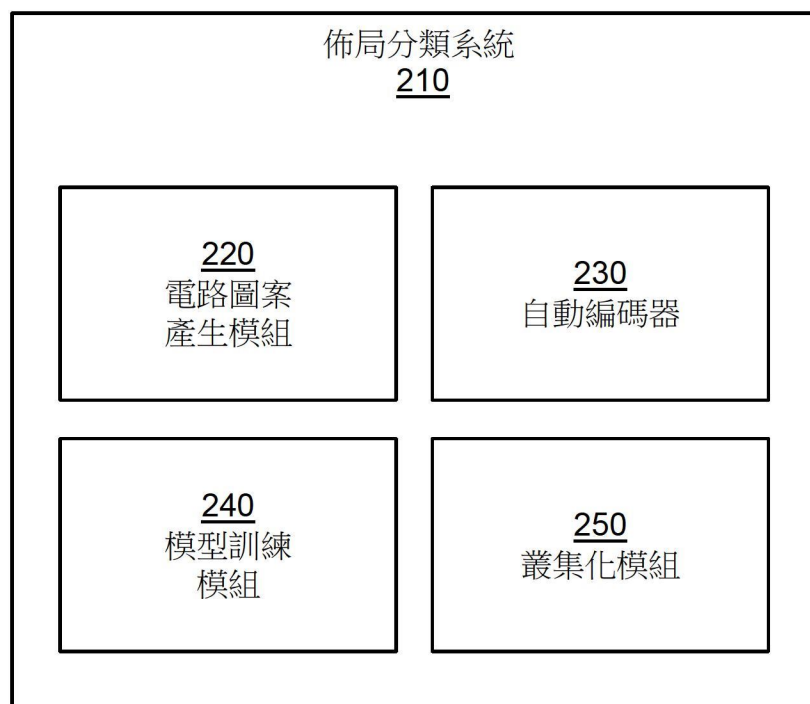 佈局分類系統
210
220
電路圖案
產生模組
230
自動編碼器
240
模型訓練
模組
250
叢集化模組